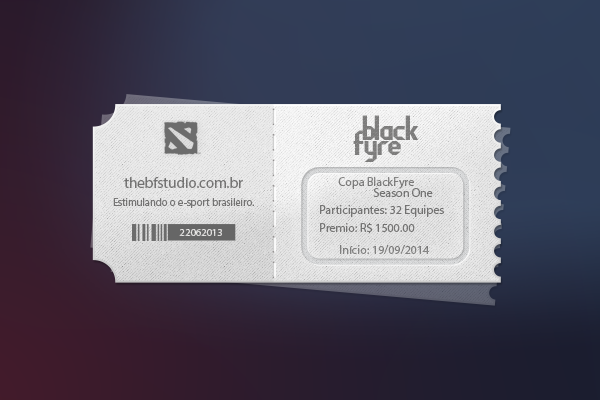 thebfstudio.com.br
Estimulando o e-sport brasileiro.
22062013
black
fyre
Copa BlackFyre
Season One
Participantes: 32 Equipes
Premio: R$ 1500.00
Início: 19/09/2014